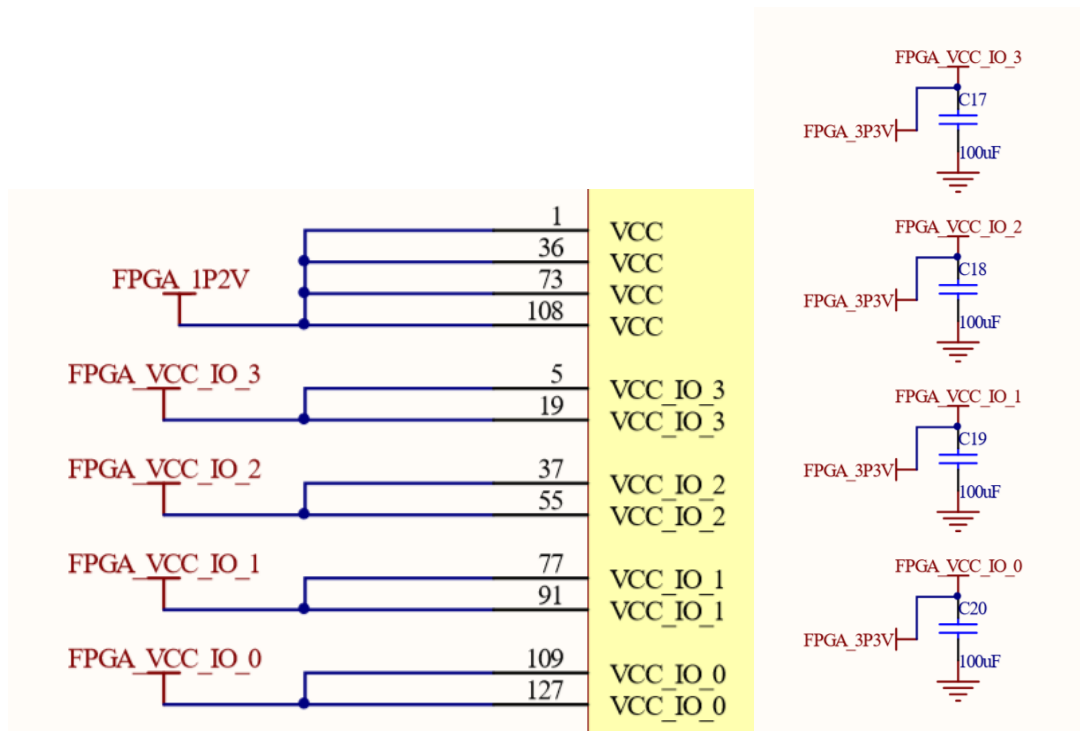 FPGA_1P2V
1 VCC
36 VCC
73 VCC
108 VCC
FPGA_VCC_IO_3
5 VCC_IO_3
19 VCC_IO_3
FPGA_VCC_IO_2
37 VCC_IO_2
55 VCC_IO_2
FPGA_VCC_IO_1
77 VCC_IO_1
91 VCC_IO_1
FPGA_VCC_IO_0
109 VCC_IO_0
127 VCC_IO_0
FPGA_VCC_IO_3
C17
FPGA_3P3V
100uF
FPGA_VCC_IO_2
C18
FPGA_3P3V
100uF
FPGA_VCC_IO_1
C19
FPGA_3P3V
100uF
FPGA_VCC_IO_0
C20
FPGA_3P3V
100uF